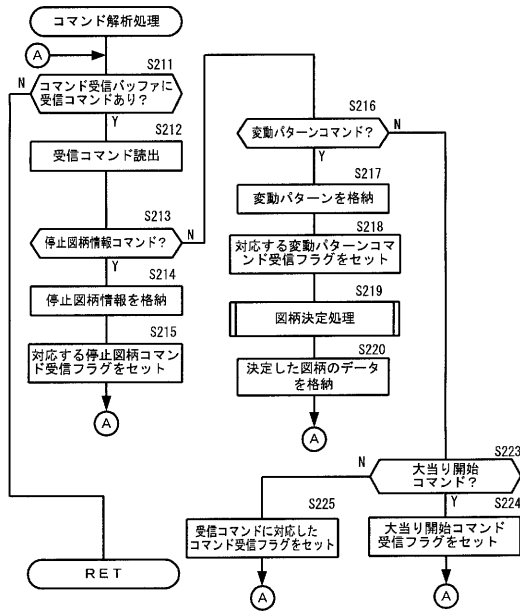 コマンド解析処理
A
S211
N
コマンド受信バッファに
受信コマンドあり？
Y
S212
受信コマンド読出
S213
停止図柄情報コマンド？
N
Y
S214
停止図柄情報を格納
S215
対応する停止図柄コマン
ド受信フラグをセット
A
S216
変動パターンコマンド？
N
Y
S217
変動パターンを格納
S218
対応する変動パターンコマ
ンド受信フラグをセット
S219
図柄決定処理
S220
決定した図柄のデータ
を格納
A
S223
N
大当り開始
コマンド？
Y
S224
大当り開始コマンド
受信フラグをセット
A
S225
受信コマンドに対応した
コマンド受信フラグをセット
A
RET